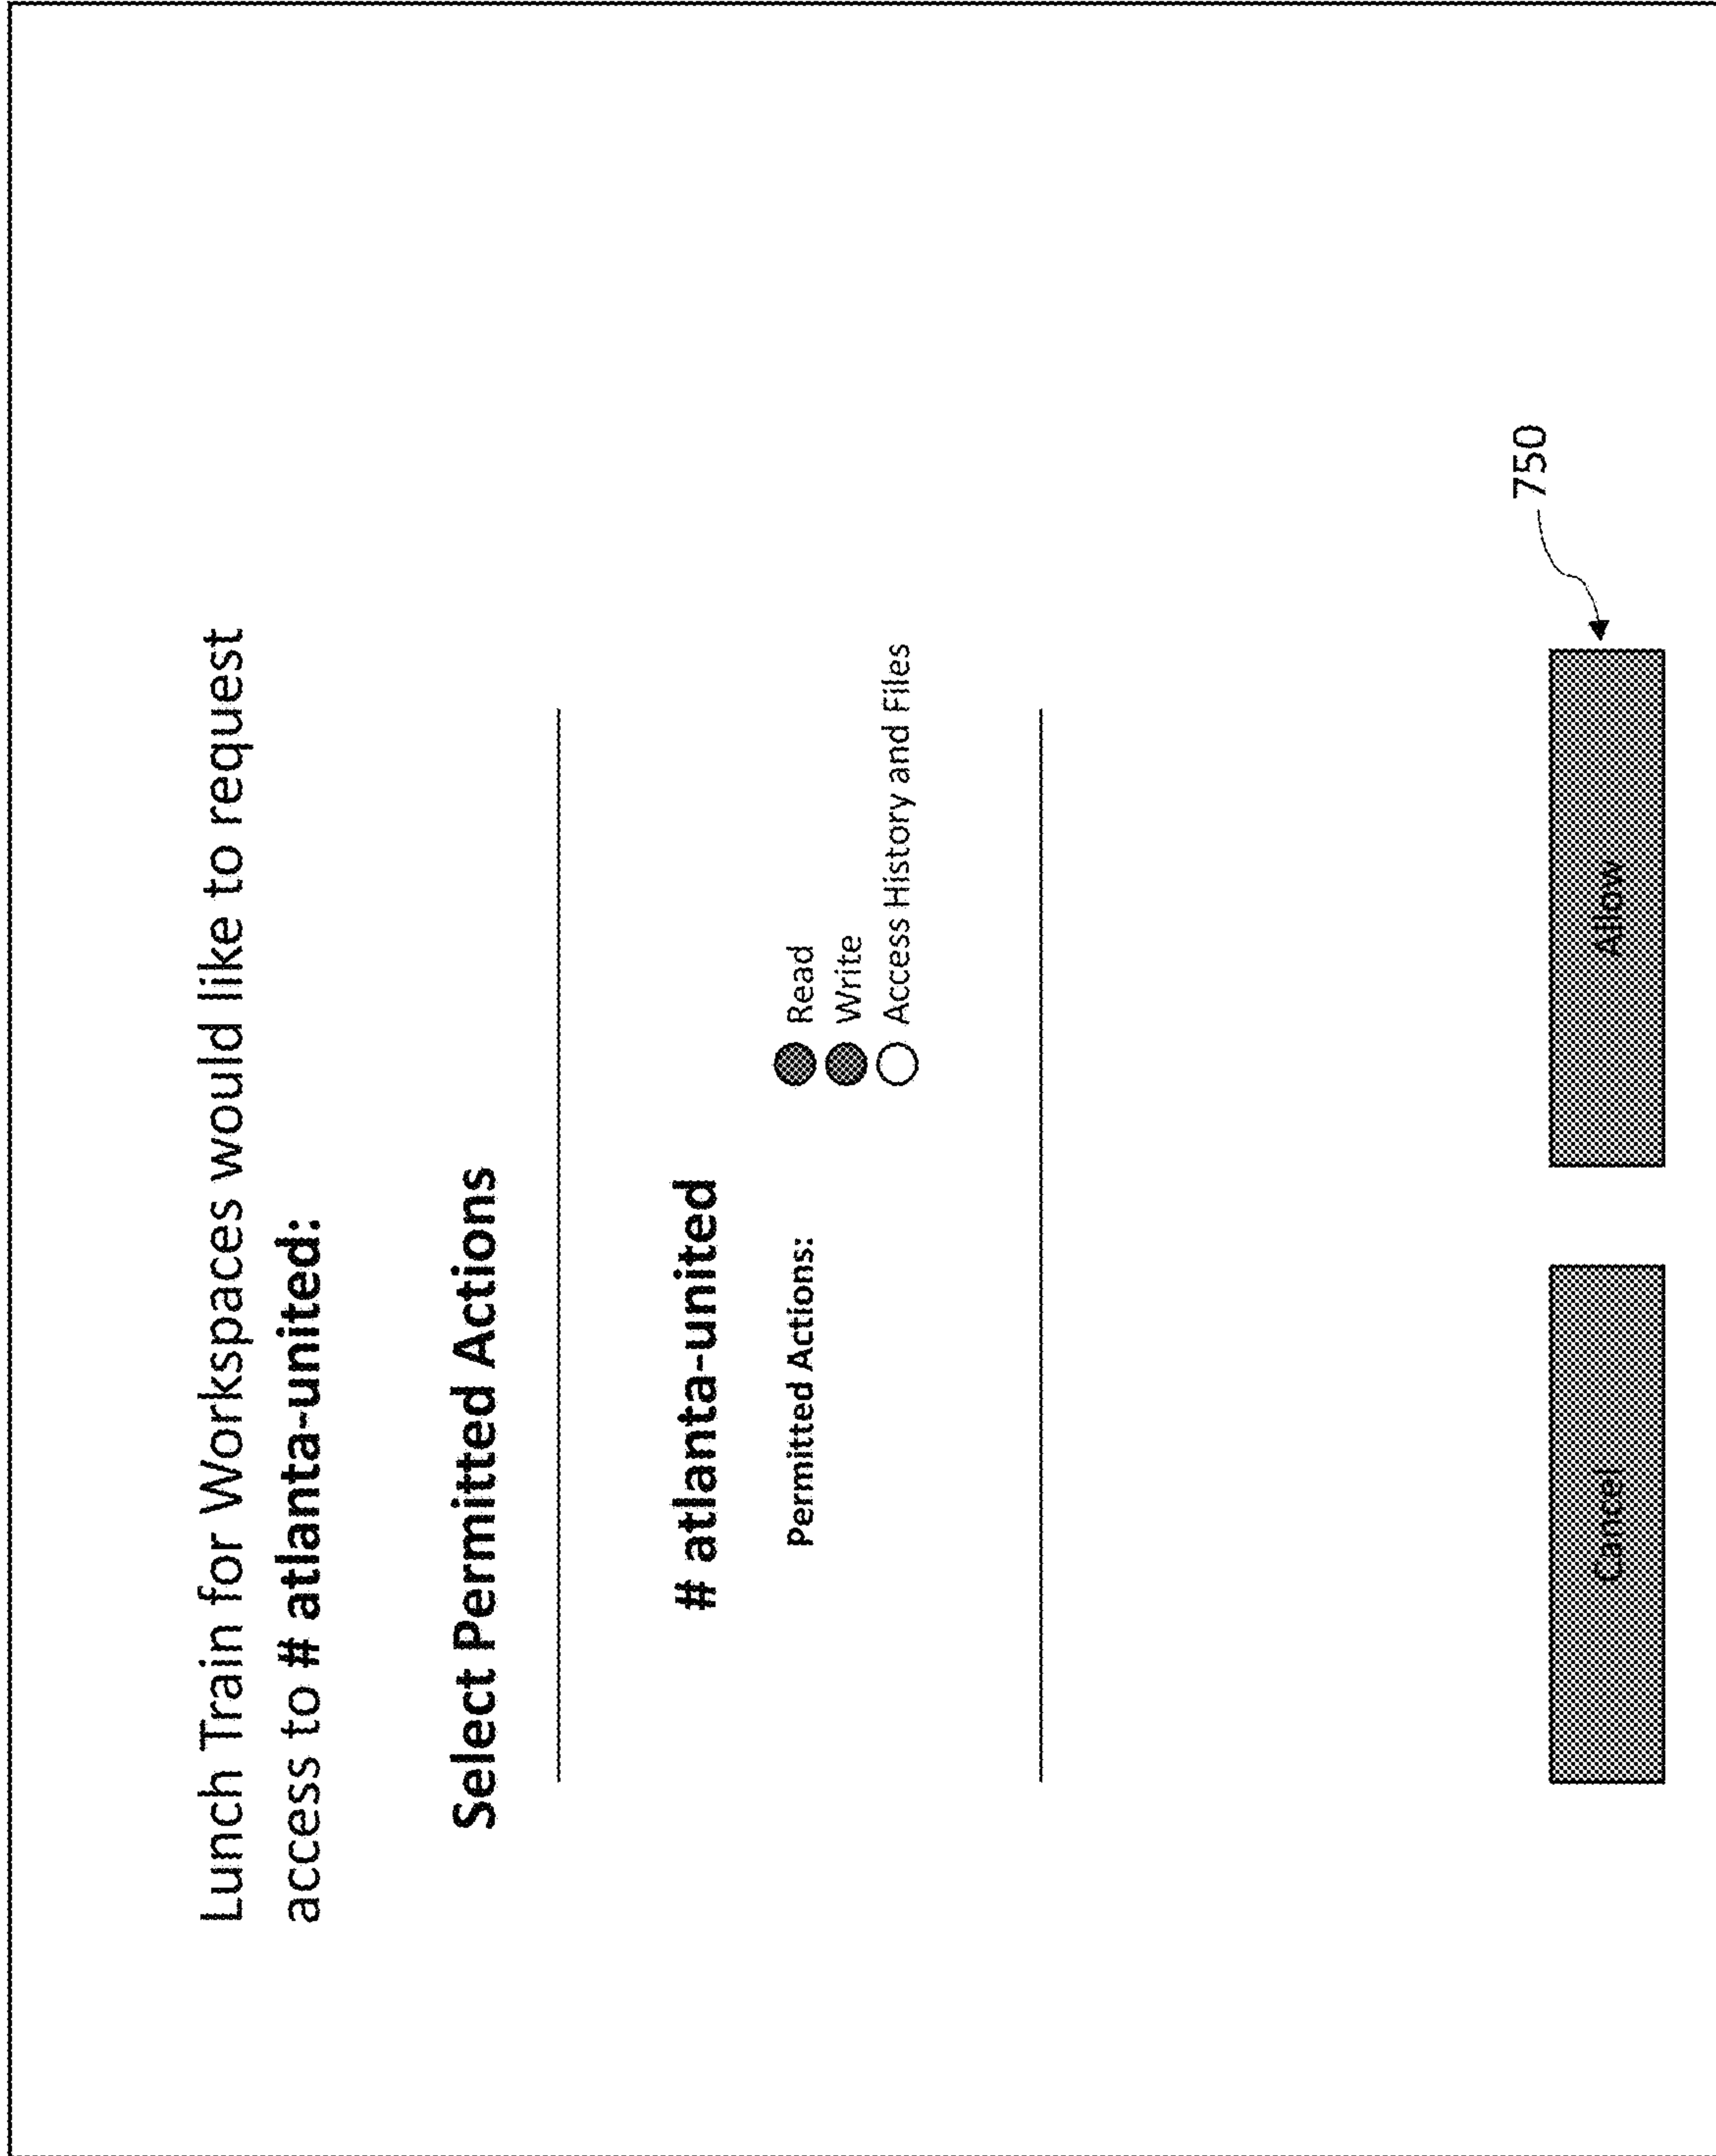 Lunch Train for Workspaces would like to request
access to # atlanta-united:
Select Permitted Actions
# atlanta-united
Permitted Actions:
Read
Write
Access History and Files
750
Cancel
Allow